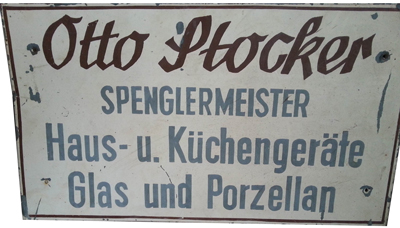 Otto Stocker
SPENGLERMEISTER
Haus- u. Küchengeräte
Glas und Porzellan